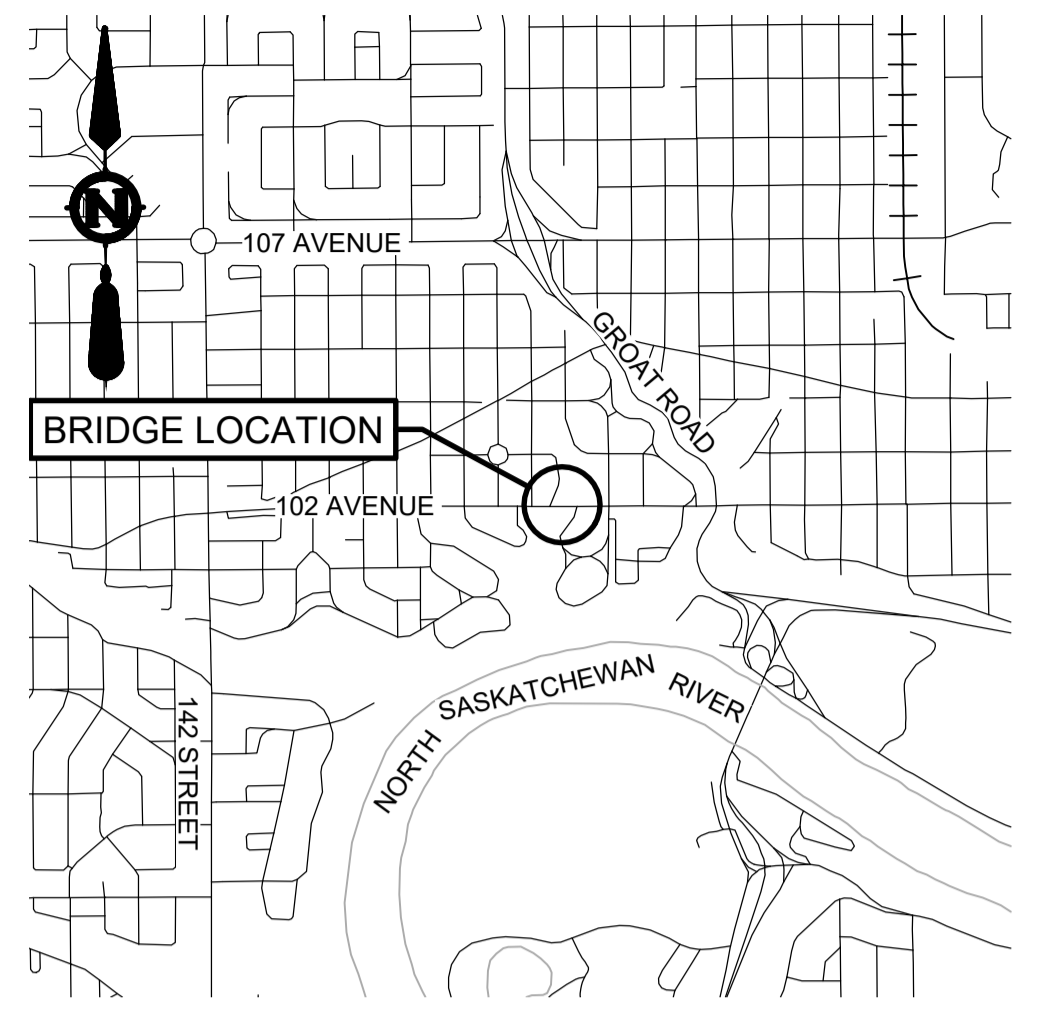 N
107 AVENUE
GROAT ROAD
BRIDGE LOCATION
102 AVENUE
NORTH SASKATCHEWAN RIVER
142 STREET